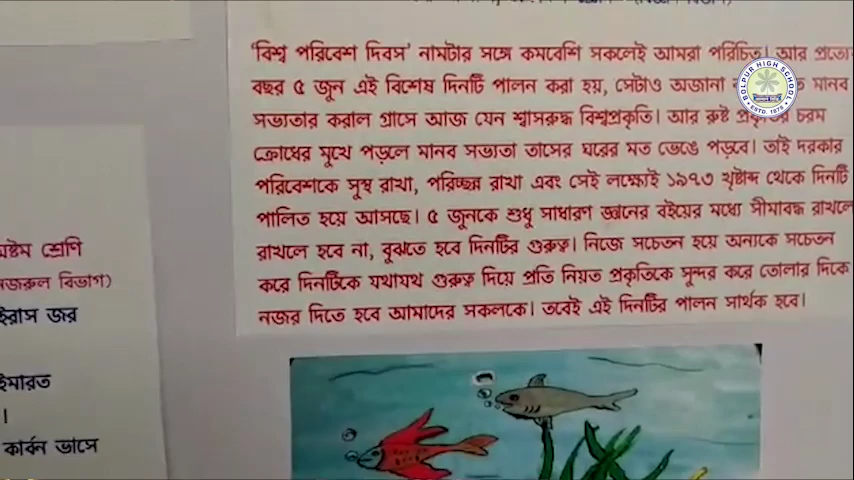 'বিশ্ব পরিবেশ দিবস' নামটার সঙ্গে কমবেশি সকলেই আমরা পরিচিত। আর প্রত্যেক
বছর ৫ জুন এই বিশেষ দিনটি পালন করা হয়, সেটাও অজানা মানব
সভ্যতার করাল গ্রাসে আজ যেন শ্বাসরুদ্ধ বিশ্বপ্রকৃতি। আর রুষ্ট প্রকৃতির চরম
ক্রোধের মুখে পড়লে মানব সভ্যতা তাসের ঘরের মত ভেঙে পড়বে। তাই দরকার
পরিবেশকে সুস্থ রাখা, পরিচ্ছন্ন রাখা এবং সেই লক্ষ্যেই ১৯৭৩ খৃষ্টাব্দ থেকে দিনটি
পালিত হয়ে আসছে। ৫ জুনকে শুধু সাধারণ জ্ঞানের বইয়ের মধ্যে সীমাবদ্ধ রাখলে
রাখলে হবে না, বুঝতে হবে দিনটির গুরুত্ব। নিজে সচেতন হয়ে অন্যকে সচেতন
করে দিনটিকে যথাযথ গুরুত্ব দিয়ে প্রতি নিয়ত প্রকৃতিকে সুন্দর করে তোলার দিকে
নজর দিতে হবে আমাদের সকলকে। তবেই এই দিনটির পালন সার্থক হবে।
শ্রেণি
নজরুল বিভাগ)
জর
ইমারত
।
কার্বন ভাসে
BOLPUR HIGH SCHOOL
ESTD. 1875